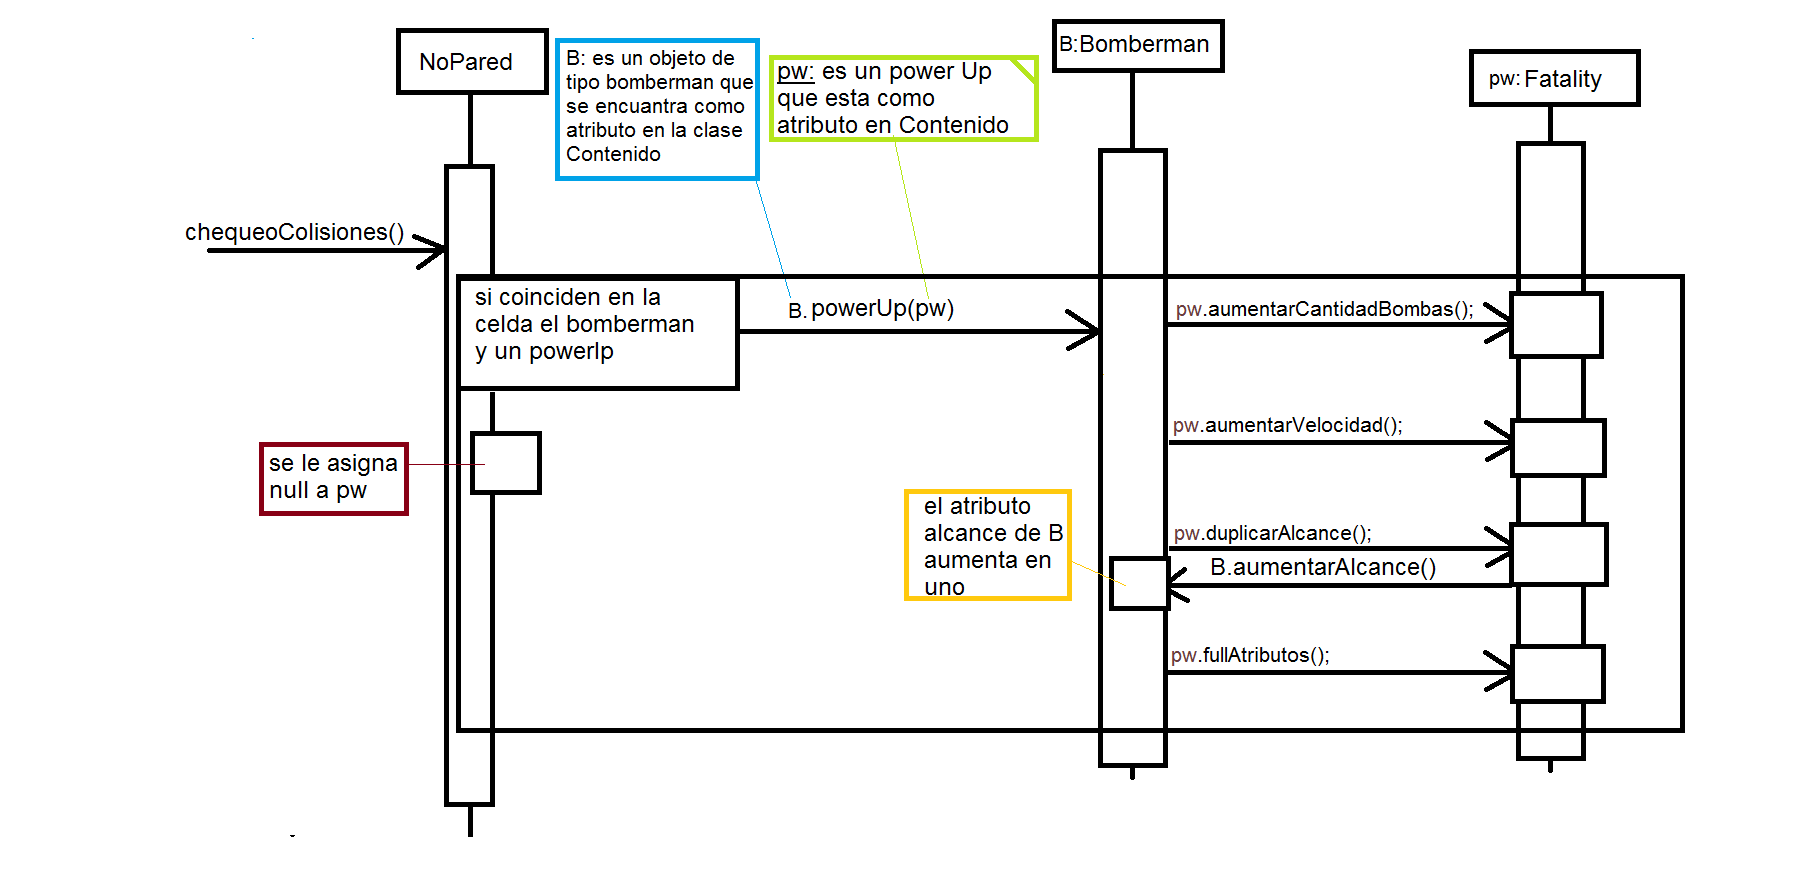 NoPared
B: es un objeto de
tipo bomberman que
se encuantra como
atributo en la clase
Contenido
pw: es un power Up
que esta como
atributo en Contenido
B:Bomberman
pw: Fatality
chequeoColisiones()
si coinciden en la
celda el bomberman
y un powerIp
B. powerUp(pw)
pw.aumentarCantidadBombas();
pw.aumentarVelocidad();
se le asigna
null a pw
el atributo
alcance de B
aumenta en
uno
pw.duplicarAlcance();
B.aumentarAlcance()
pw.fullAtributos();